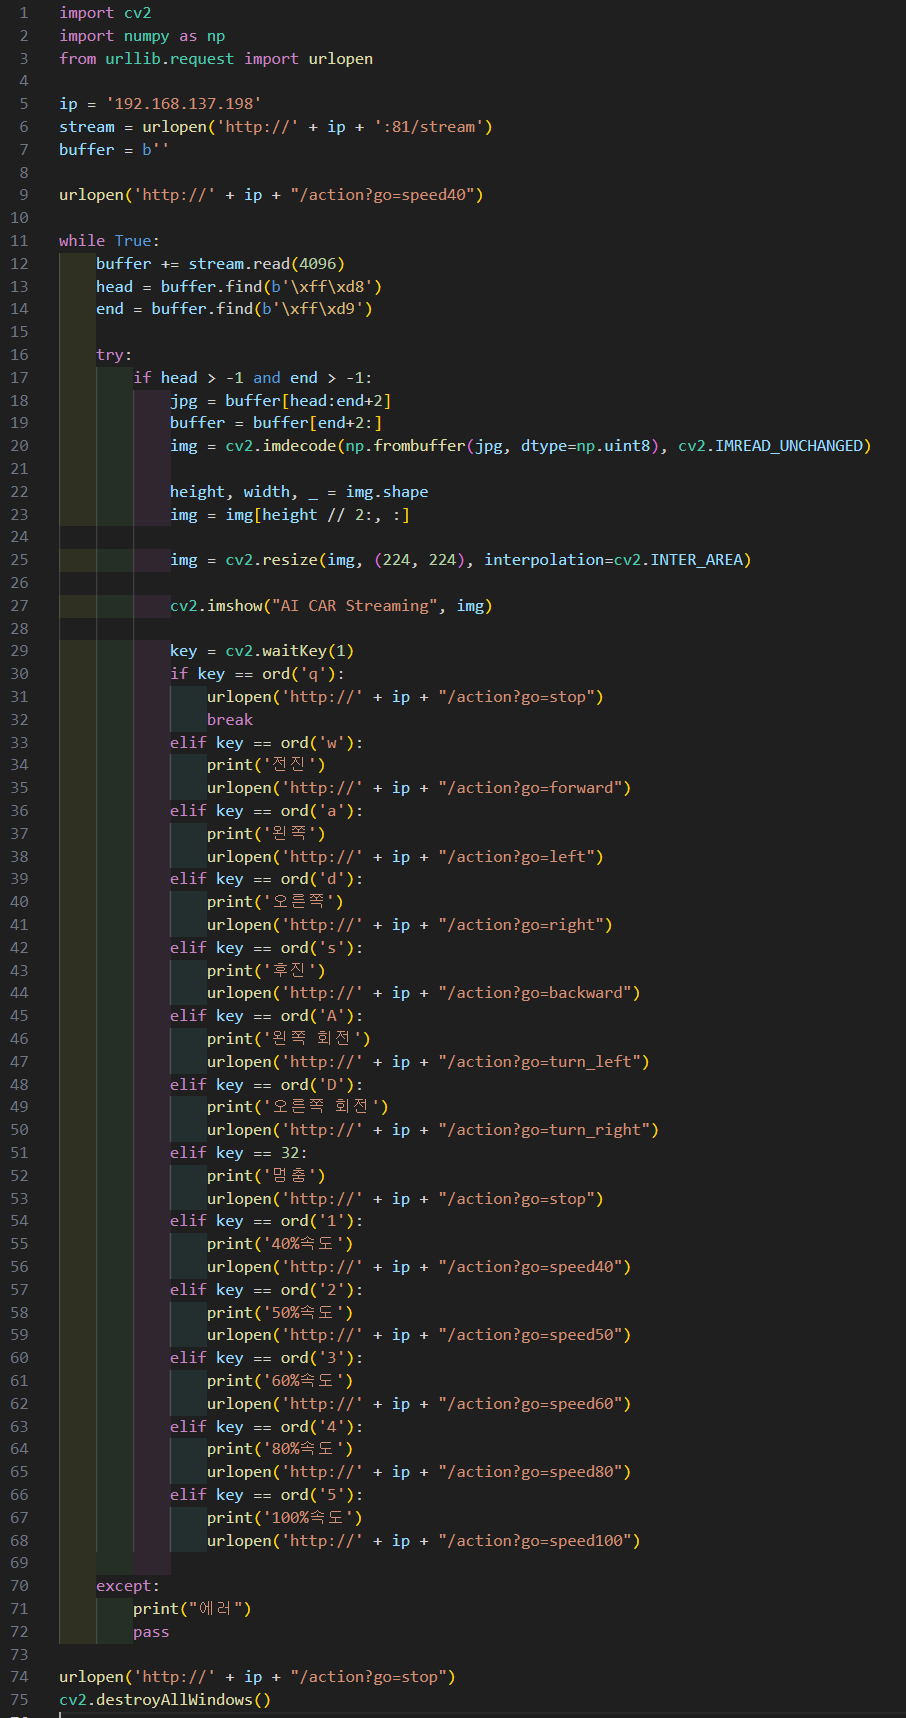 1 import cv2
2 import numpy as np
3 from urllib.request import urlopen
4
5 ip = '192.168.137.198'
6 stream = urlopen('http://' + ip + ':81/stream')
7 buffer = b''
8
9 urlopen('http://' + ip + "/action?go=speed40")
10
11 while True:
12     buffer += stream.read(4096)
13     head = buffer.find(b'\xff\xd8')
14     end = buffer.find(b'\xff\xd9')
15
16     try:
17         if head > -1 and end > -1:
18             jpg = buffer[head:end+2]
19             buffer = buffer[end+2:]
20             img = cv2.imdecode(np.frombuffer(jpg, dtype=np.uint8), cv2.IMREAD_UNCHANGED)
21
22             height, width, _ = img.shape
23             img = img[height // 2:, :]
24
25             img = cv2.resize(img, (224, 224), interpolation=cv2.INTER_AREA)
26
27             cv2.imshow("AI CAR Streaming", img)
28
29             key = cv2.waitKey(1)
30             if key == ord('q'):
31                 urlopen('http://' + ip + "/action?go=stop")
32                 break
33             elif key == ord('w'):
34                 print('전진')
35                 urlopen('http://' + ip + "/action?go=forward")
36             elif key == ord('a'):
37                 print('왼쪽')
38                 urlopen('http://' + ip + "/action?go=left")
39             elif key == ord('d'):
40                 print('오른쪽')
41                 urlopen('http://' + ip + "/action?go=right")
42             elif key == ord('s'):
43                 print('후진')
44                 urlopen('http://' + ip + "/action?go=backward")
45             elif key == ord('A'):
46                 print('왼쪽 회전')
47                 urlopen('http://' + ip + "/action?go=turn_left")
48             elif key == ord('D'):
49                 print('오른쪽 회전')
50                 urlopen('http://' + ip + "/action?go=turn_right")
51             elif key == 32:
52                 print('멈춤')
53                 urlopen('http://' + ip + "/action?go=stop")
54             elif key == ord('1'):
55                 print('40%속도')
56                 urlopen('http://' + ip + "/action?go=speed40")
57             elif key == ord('2'):
58                 print('50%속도')
59                 urlopen('http://' + ip + "/action?go=speed50")
60             elif key == ord('3'):
61                 print('60%속도')
62                 urlopen('http://' + ip + "/action?go=speed60")
63             elif key == ord('4'):
64                 print('80%속도')
65                 urlopen('http://' + ip + "/action?go=speed80")
66             elif key == ord('5'):
67                 print('100%속도')
68                 urlopen('http://' + ip + "/action?go=speed100")
69
70     except:
71         print("에러")
72         pass
73
74 urlopen('http://' + ip + "/action?go=stop")
75 cv2.destroyAllWindows()